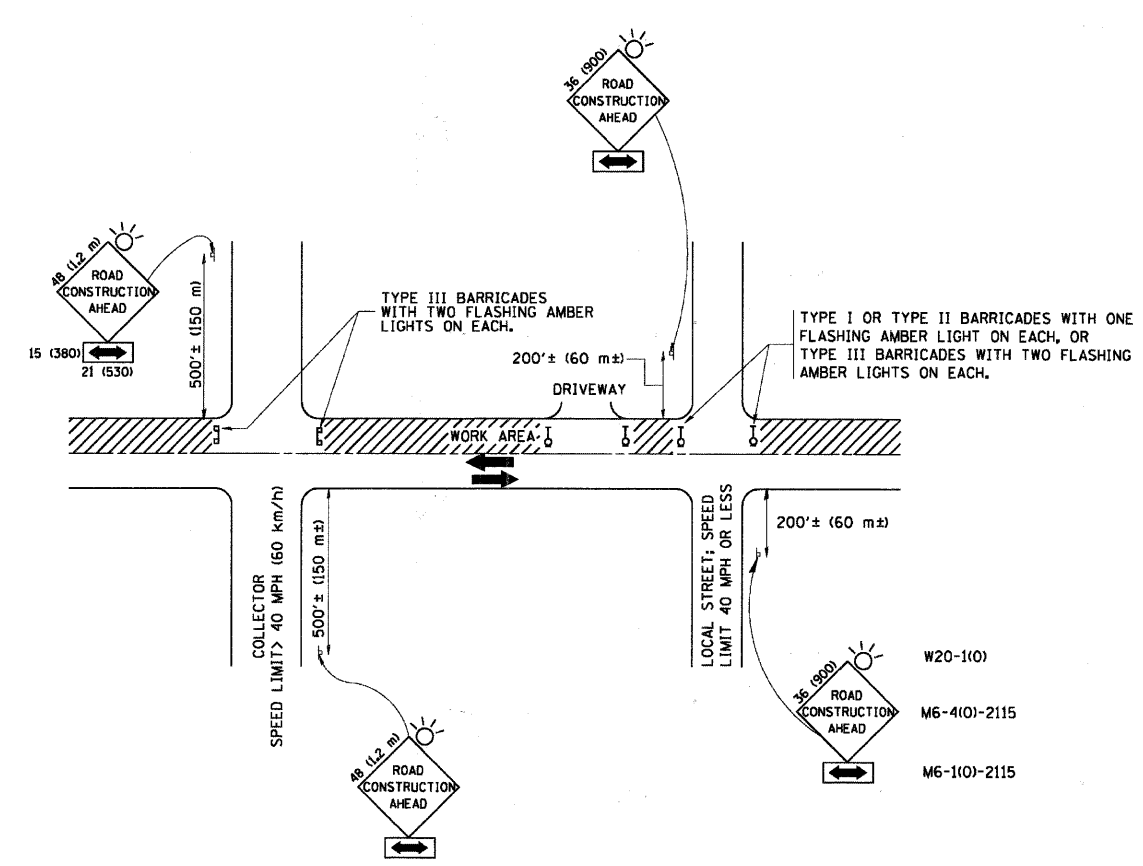 36 (900)
ROAD
CONSTRUCTION
AHEAD
48 (1.2 m)
ROAD
CONSTRUCTION
AHEAD
15 (380)
21 (530)
500'± (150 m)
TYPE III BARRICADES
WITH TWO FLASHING AMBER
LIGHTS ON EACH.
200'± (60 m±)
DRIVEWAY
TYPE I OR TYPE II BARRICADES WITH ONE
FLASHING AMBER LIGHT ON EACH, OR
TYPE III BARRICADES WITH TWO FLASHING
AMBER LIGHTS ON EACH.
WORK AREA
COLLECTOR
SPEED LIMIT> 40 MPH (60 km/h)
500'± (150 m±)
LOCAL STREET; SPEED
LIMIT 40 MPH OR LESS
200'± (60 m±)
36 (900)
ROAD
CONSTRUCTION
AHEAD
W20-1(O)
M6-4(O)-2115
M6-1(O)-2115
48 (1.2 m)
ROAD
CONSTRUCTION
AHEAD